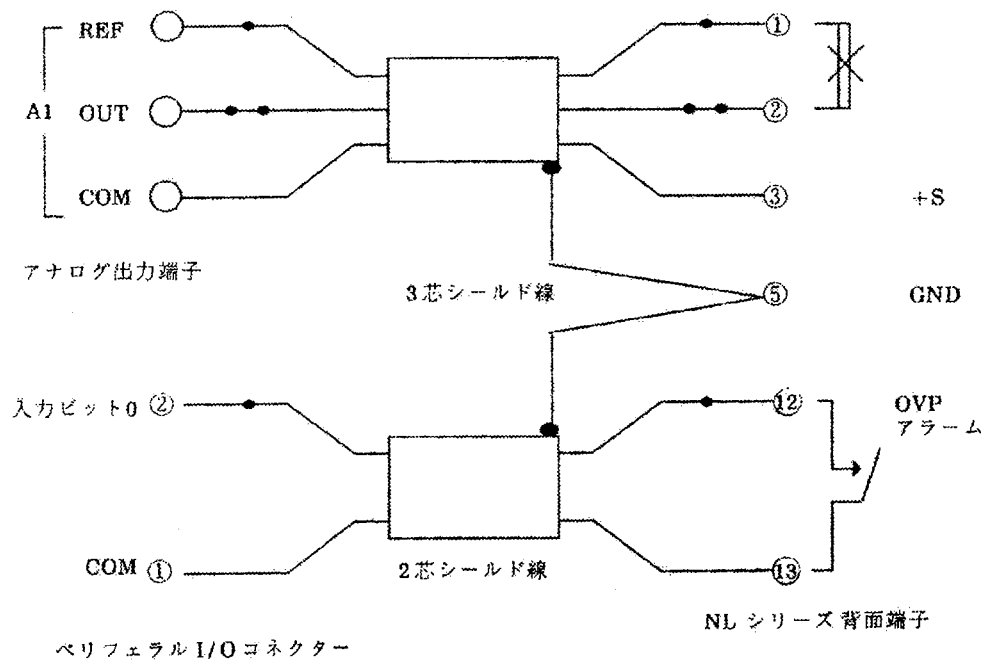 REF
①
A1
OUT
②
COM
③
+S
アナログ出力端子
3芯シールド線
⑤
GND
入力ビット0 ②
⑫
OVP
アラーム
COM ①
2芯シールド線
⑬
NL シリーズ背面端子
ペリフェラル I/O コネクター